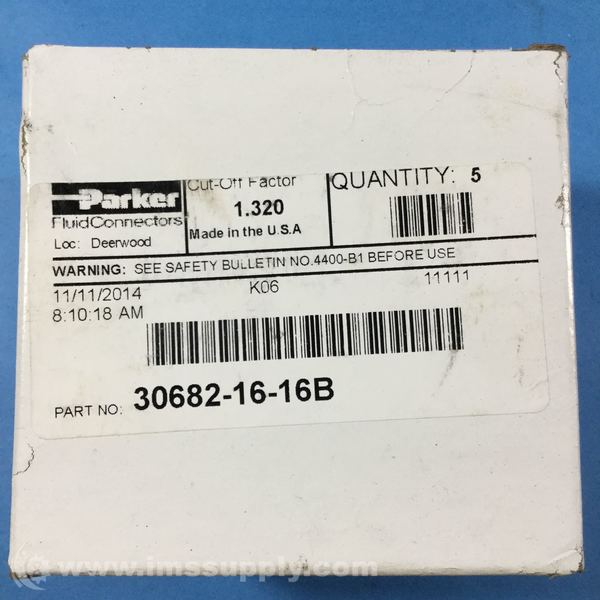 Parker
FluidConnectors
Loc: Deerwood
Cut-Off Factor
1.320
Made in the U.S.A
QUANTITY: 5
WARNING: SEE SAFETY BULLETIN NO.4400-B1 BEFORE USE
11/11/2014 K06 11111
8:10:18 AM
PART NO: 30682-16-16B
www.imssupply.com